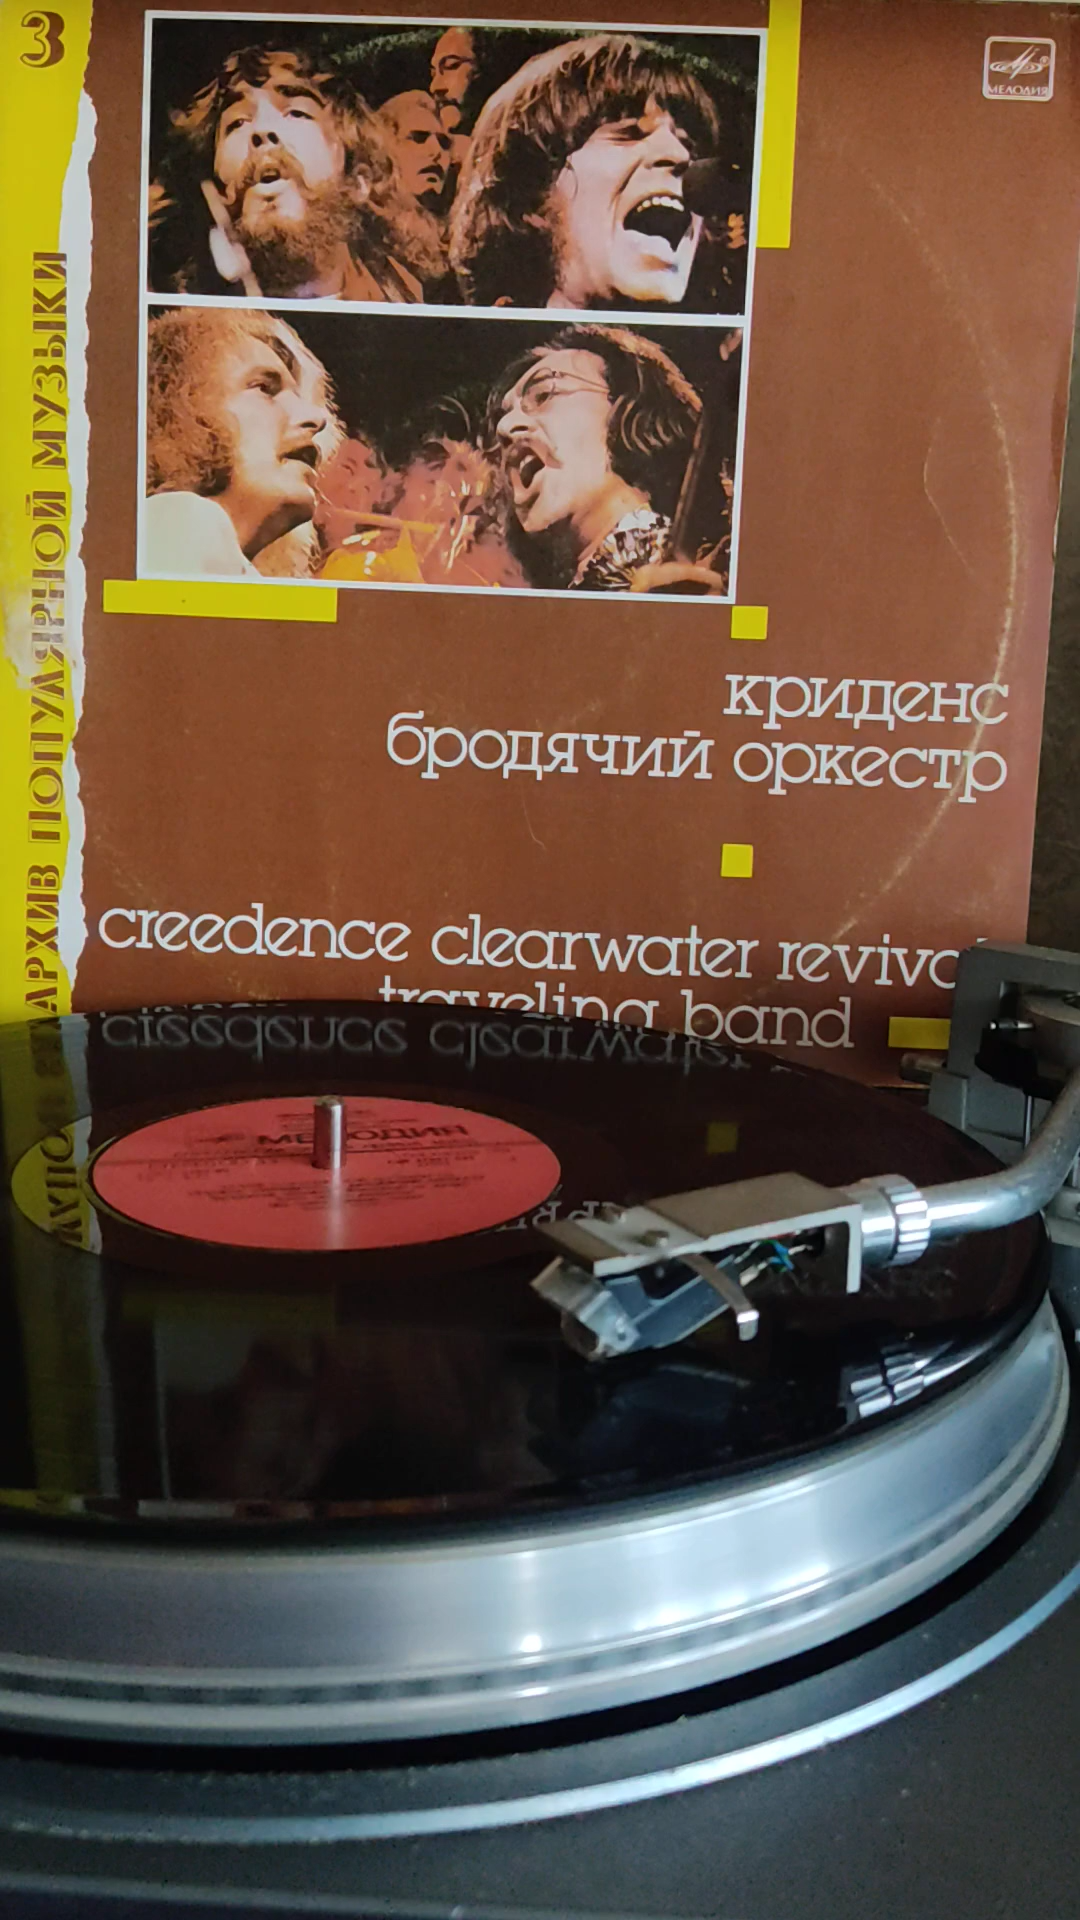 3
МЕЛОДИЯ
АРХИВ ПОПУЛЯРНОЙ МУЗЫКИ
криденс
бродячий оркестр
creedence clearwater revival
traveling band
МЕЛОДИЯ